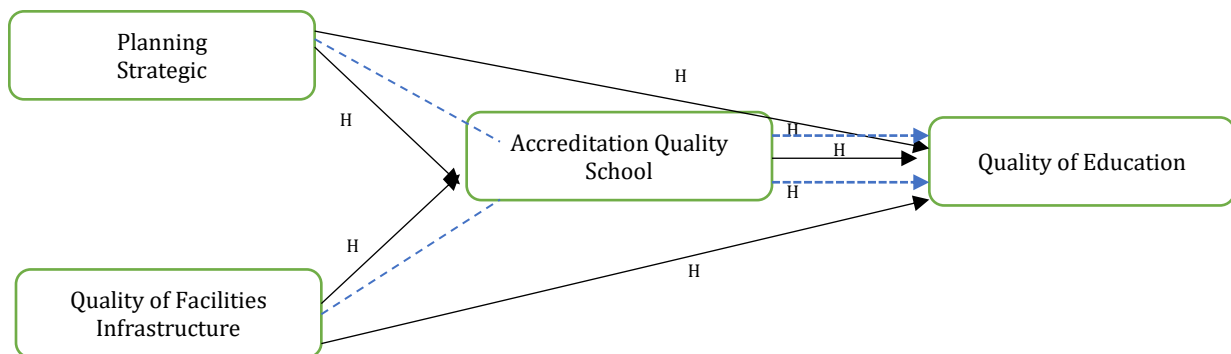 Planning
Strategic
H
H
H
Accreditation Quality
School
H
H
Quality of Education
H
H
Quality of Facilities
Infrastructure